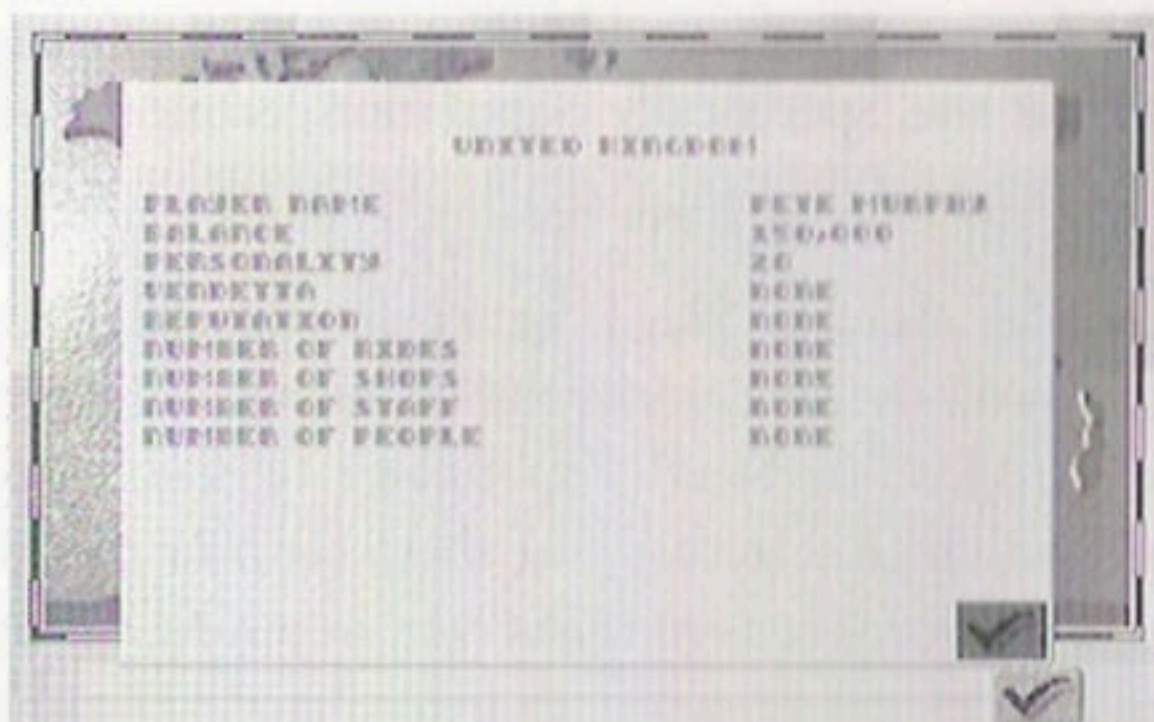 UNITED KINGDOM
PLAYER NAME PETE MURPHY
BALANCE 150,000
PERSONALITY 20
VENDETTA NONE
REPUTATION NONE
NUMBER OF RIDES NONE
NUMBER OF SHOPS NONE
NUMBER OF STAFF NONE
NUMBER OF PEOPLE NONE